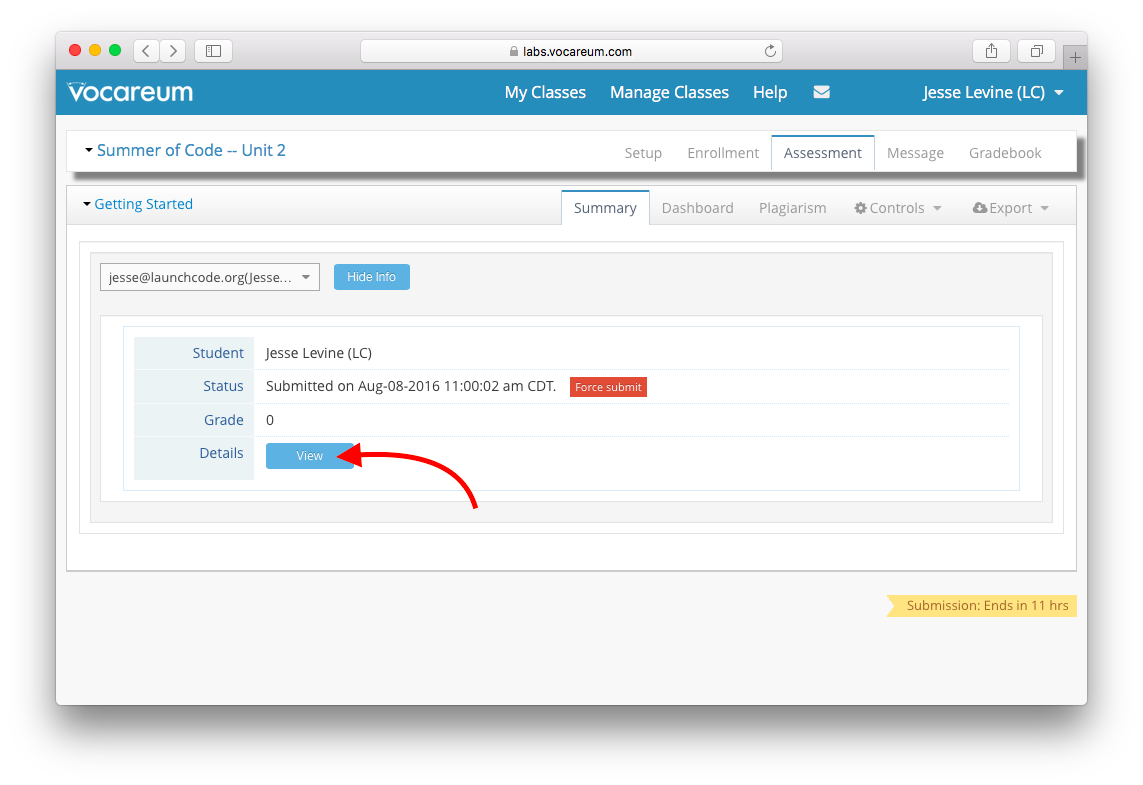 labs.vocareum.com
Vocareum My Classes Manage Classes Help Jesse Levine (LC)
Summer of Code -- Unit 2 Setup Enrollment Assessment Message Gradebook
Getting Started Summary Dashboard Plagiarism Controls Export
jesse@launchcode.org(Jesse... Hide Info
Student Jesse Levine (LC)
Status Submitted on Aug-08-2016 11:00:02 am CDT. Force submit
Grade 0
Details View
Submission: Ends in 11 hrs